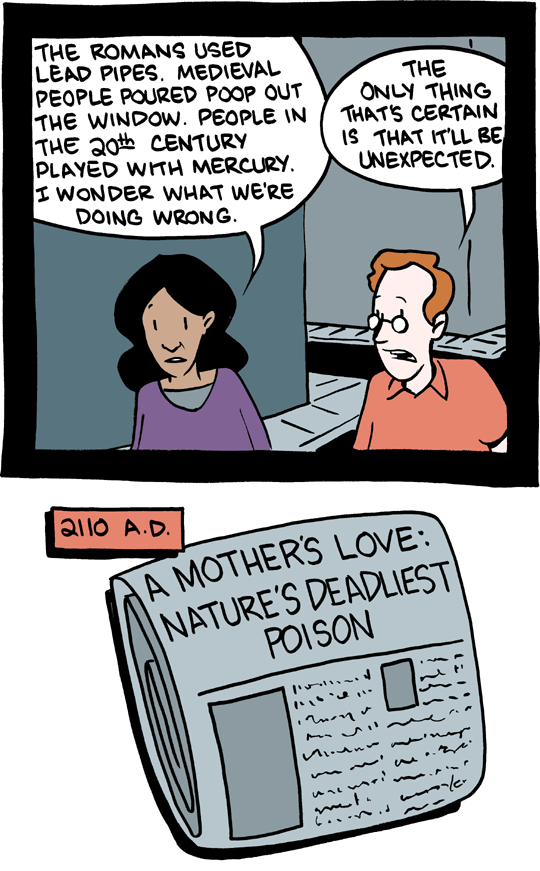 THE ROMANS USED
LEAD PIPES. MEDIEVAL
PEOPLE POURED POOP OUT
THE WINDOW. PEOPLE IN
THE 20th CENTURY
PLAYED WITH MERCURY.
I WONDER WHAT WE'RE
DOING WRONG.
THE
ONLY THING
THAT'S CERTAIN
IS THAT IT'LL BE
UNEXPECTED.
2110 A.D.
A MOTHER'S LOVE:
NATURE'S DEADLIEST
POISON